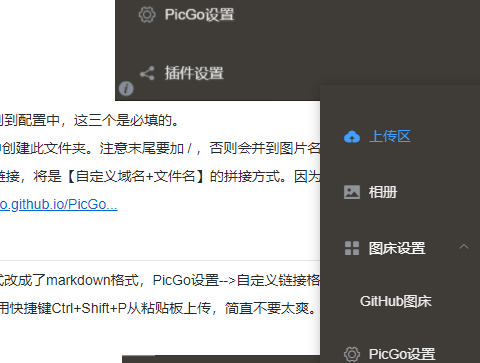 PicGo设置
插件设置
到配置中，这三个是必填的。
创建此文件夹。注意末尾要加 / ，否则会并到图片名
链接，将是【自定义域名+文件名】的拼接方式。因为
o.github.io/PicGo...
式改成了markdown格式，PicGo设置-->自定义链接格
用快捷键Ctrl+Shift+P从粘贴板上传，简直不要太爽。
上传区
相册
图床设置
GitHub图床
PicGo设置